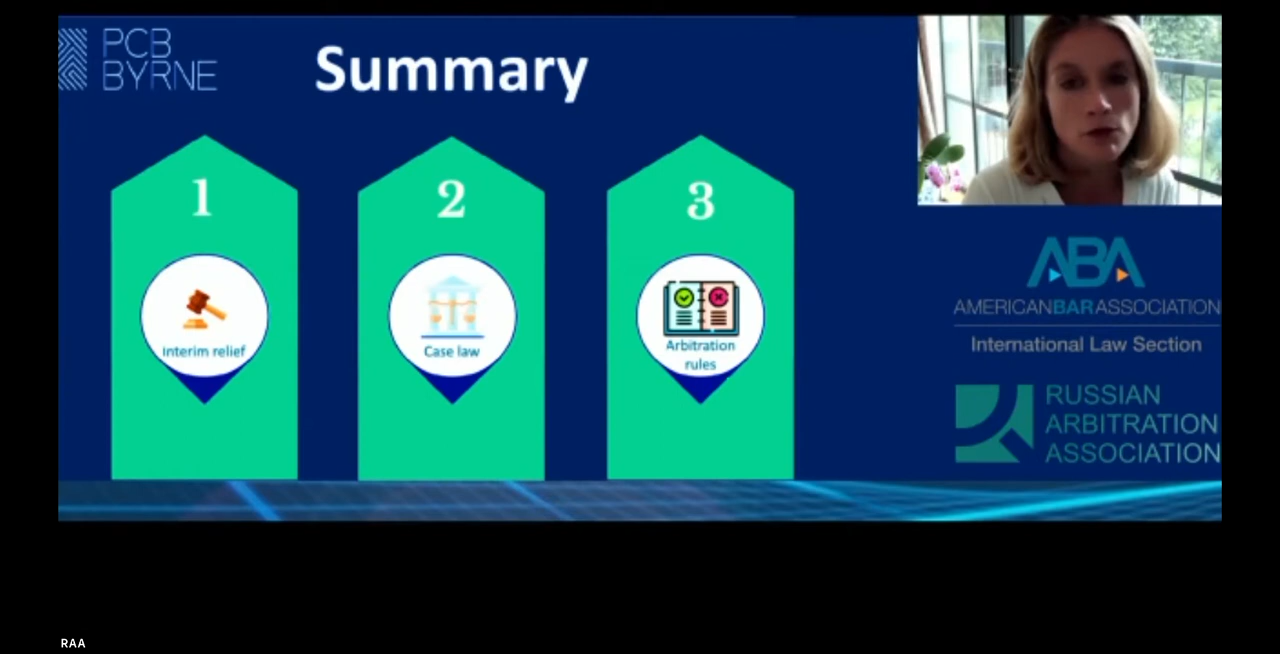 PCB
BYRNE
Summary
1
2
3
Interim relief
Case law
Arbitration
rules
ABA
AMERICANBARASSOCIATION
International Law Section
RUSSIAN
ARBITRATION
ASSOCIATION
RAA